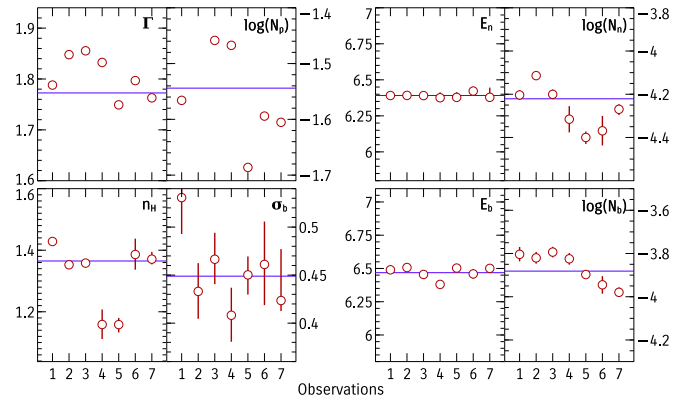 Γ log(Nₚ) Eₙ log(Nₙ)
2 1.9 1.8 1.7 1.6
−1.4 −1.5 −1.6 −1.7
7 6.75 6.5 6.25 6
−3.8 −4 −4.2 −4.4
n_H σ_b E_b log(N_b)
1.6 1.4 1.2
0.5 0.45 0.4
7 6.75 6.5 6.25 6
−3.6 −3.8 −4 −4.2
1 2 3 4 5 6 7 1 2 3 4 5 6 7 1 2 3 4 5 6 7 1 2 3 4 5 6 7
Observations